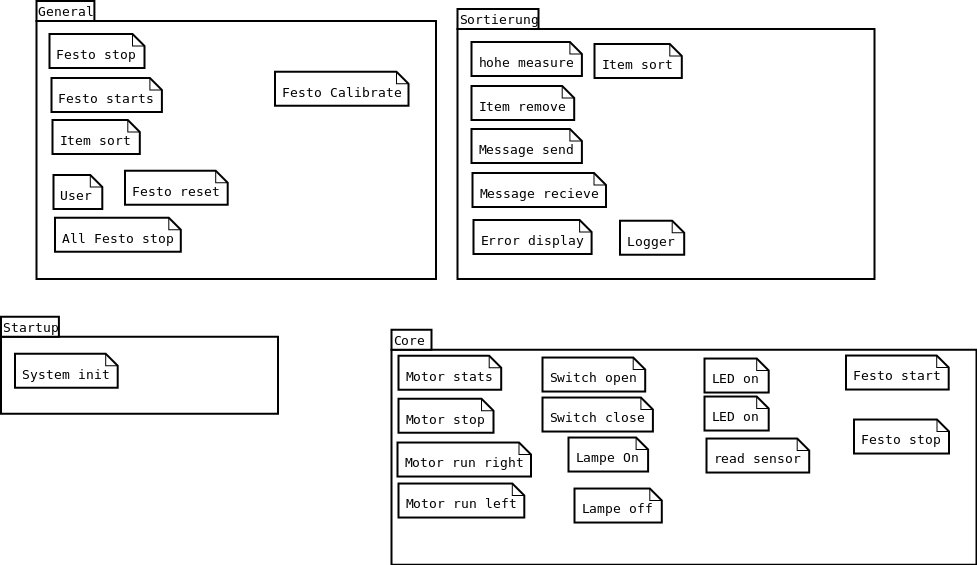 General
Festo stop
Festo starts
Festo Calibrate
Item sort
User
Festo reset
All Festo stop
Sortierung
hohe measure
Item sort
Item remove
Message send
Message recieve
Error display
Logger
Startup
System init
Core
Motor stats
Switch open
LED on
Festo start
Motor stop
Switch close
LED on
Festo stop
Motor run right
Lampe On
read sensor
Motor run left
Lampe off